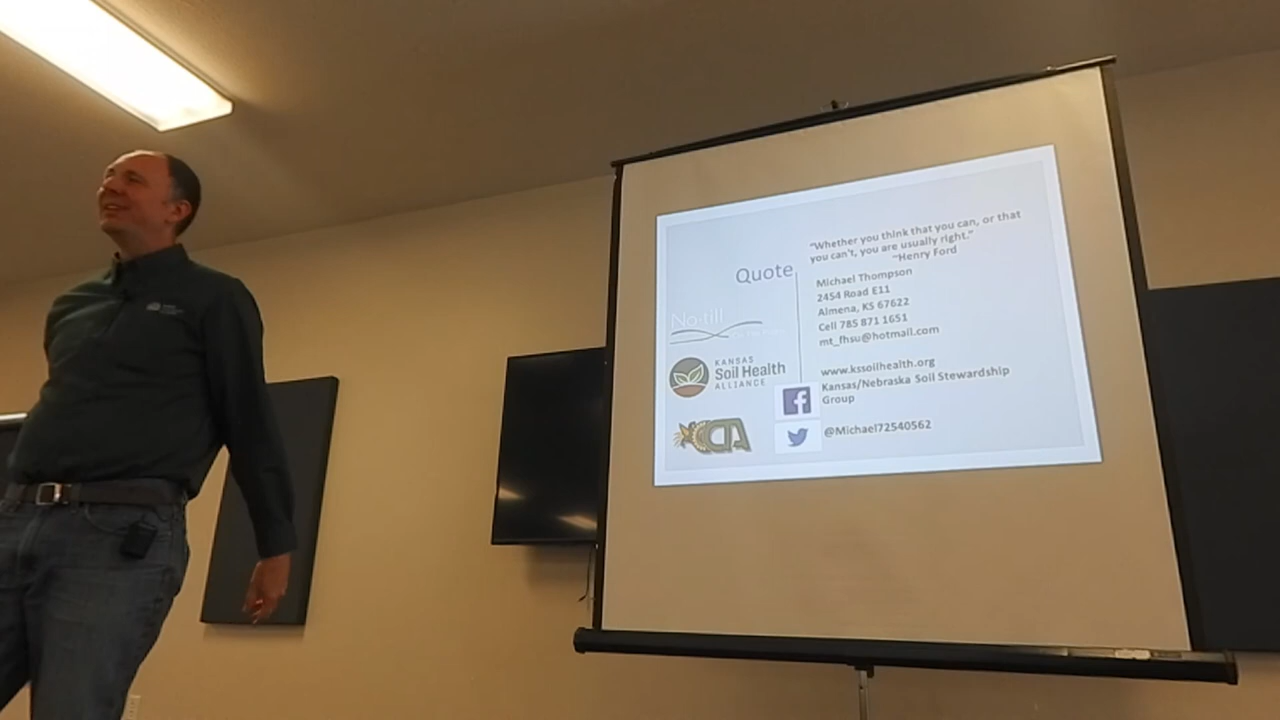 Quote
"Whether you think that you can, or that
you can't, you are usually right."
~Henry Ford
Michael Thompson
2454 Road E11
Almena, KS 67622
Cell 785 871 1651
mt_fhsu@hotmail.com
www.kssoilhealth.org
Kansas/Nebraska Soil Stewardship
Group
@Michael72540562
No-till
KANSAS
Soil Health
ALLIANCE
CTA